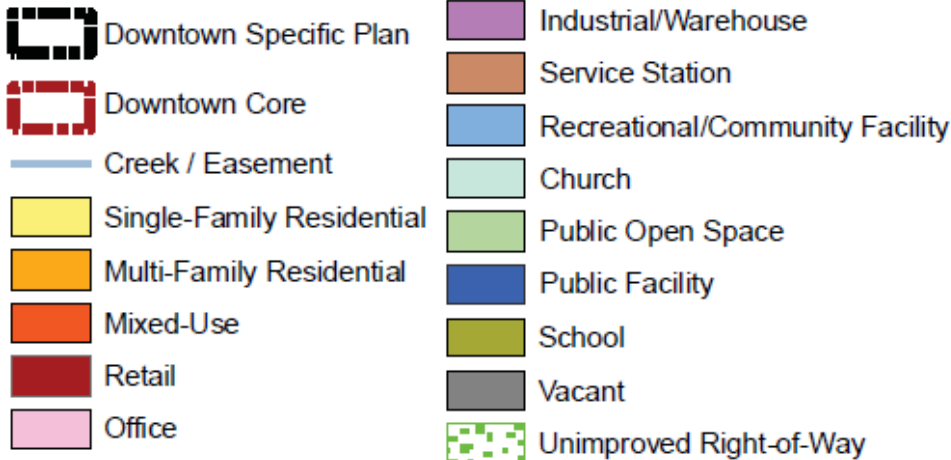 Downtown Specific Plan
Downtown Core
Creek / Easement
Single-Family Residential
Multi-Family Residential
Mixed-Use
Retail
Office
Industrial/Warehouse
Service Station
Recreational/Community Facility
Church
Public Open Space
Public Facility
School
Vacant
Unimproved Right-of-Way